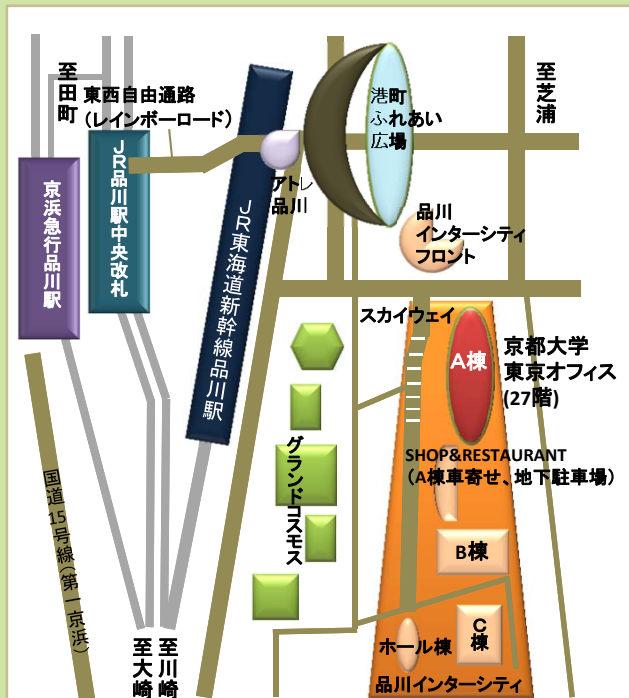 至田町
東西自由通路
(レインボーロード)
港町
ふれあい
広場
至芝浦
京浜急行品川駅
JR品川駅中央改札
JR東海道新幹線品川駅
アトレ
品川
品川
インターシティ
フロント
スカイウェイ
A棟
京都大学
東京オフィス
(27階)
SHOP&RESTAURANT
(A棟車寄せ、地下駐車場)
グランドコスモス
国道15号線(第一京浜)
B棟
C棟
ホール棟
品川インターシティ
至大崎
至川崎